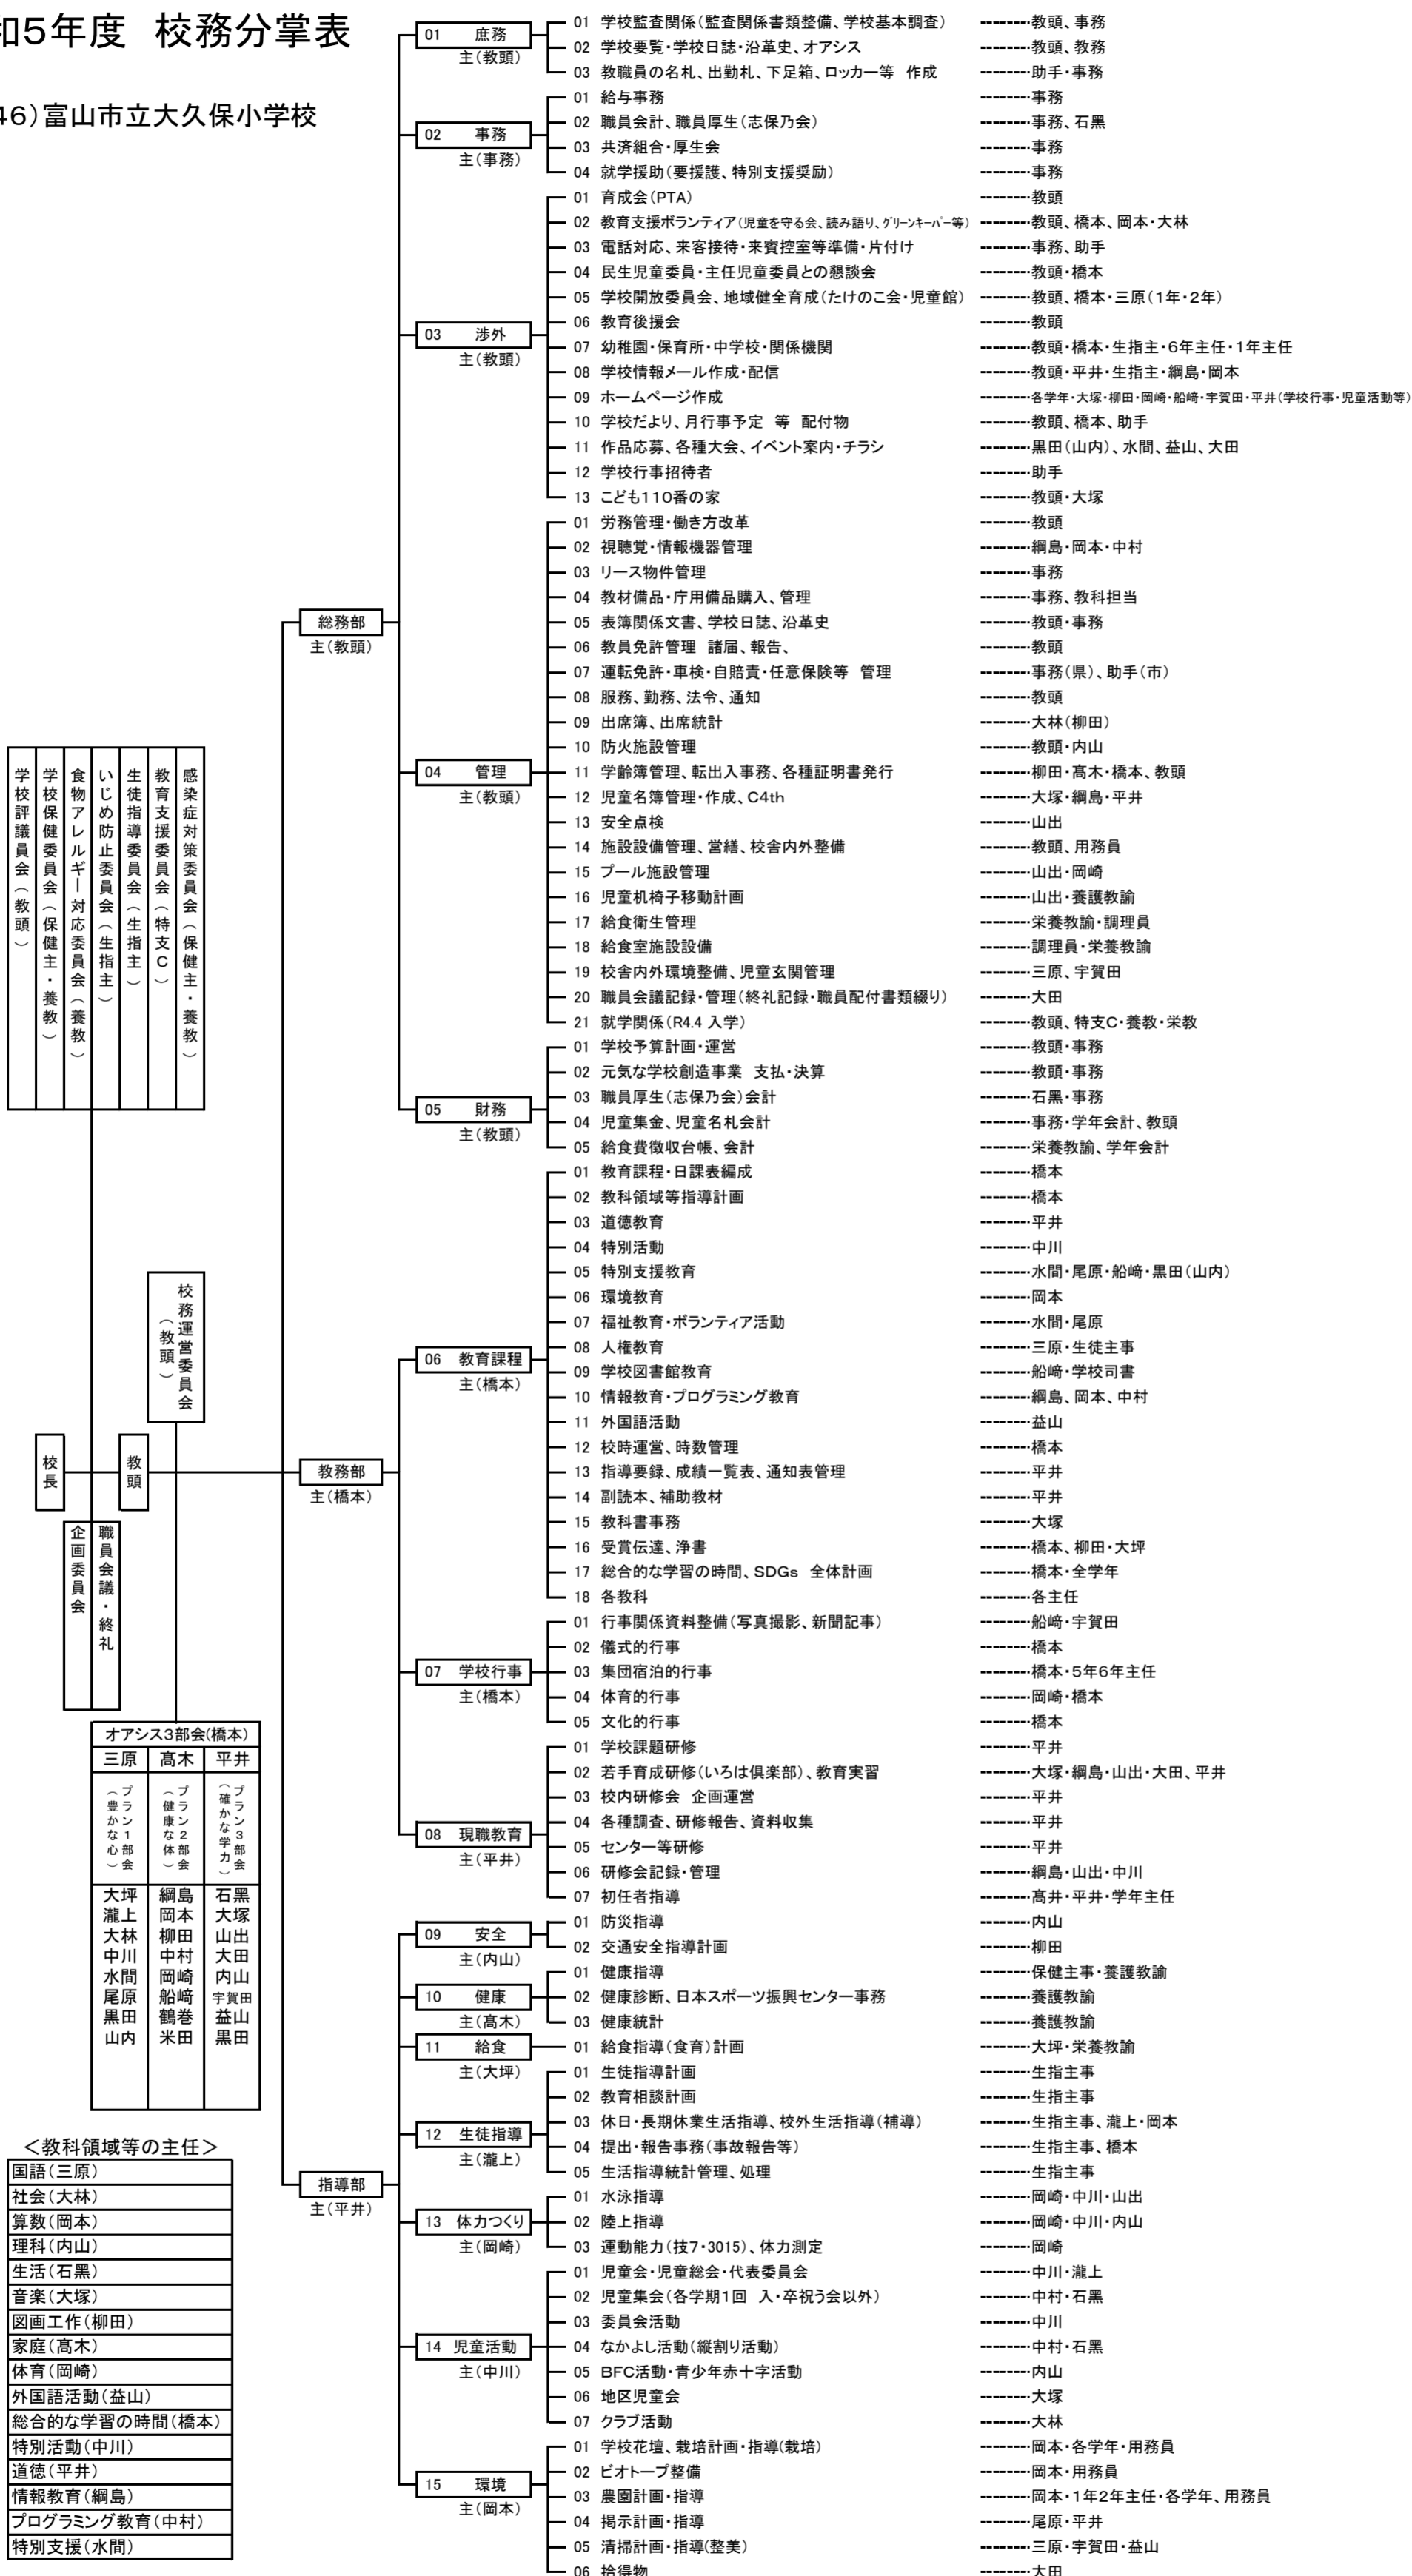 和5年度　校務分掌表
46）富山市立大久保小学校
01　庶務
主（教頭）
01 学校監査関係（監査関係書類整備、学校基本調査） -------教頭、事務
02 学校要覧・学校日誌・沿革史、オアシス -------教頭、教務
03 教職員の名札、出勤札、下足箱、ロッカー等　作成 -------助手・事務
02　事務
主（事務）
01 給与事務 -------事務
02 職員会計、職員厚生（志保乃会） -------事務、石黒
03 共済組合・厚生会 -------事務
04 就学援助（要援護、特別支援奨励） -------事務
03　渉外
主（教頭）
01 育成会（PTA） -------教頭
02 教育支援ボランティア（児童を守る会、読み語り、グリーンキーパー等） -------教頭、橋本、岡本・大林
03 電話対応、来客接待・来賓控室等準備・片付け -------事務、助手
04 民生児童委員・主任児童委員との懇談会 -------教頭・橋本
05 学校開放委員会、地域健全育成（たけのこ会・児童館） -------教頭、橋本・三原（1年・2年）
06 教育後援会 -------教頭
07 幼稚園・保育所・中学校・関係機関 -------教頭・橋本・生指主・6年主任・1年主任
08 学校情報メール作成・配信 -------教頭・平井・生指主・綱島・岡本
09 ホームページ作成 -------各学年・大塚・柳田・岡崎・船﨑・宇賀田・平井（学校行事・児童活動等）
10 学校だより、月行事予定　等　配付物 -------教頭、橋本、助手
11 作品応募、各種大会、イベント案内・チラシ -------黒田（山内）、水間、益山、大田
12 学校行事招待者 -------助手
13 こども110番の家 -------教頭・大塚
総務部
主（教頭）
04　管理
主（教頭）
01 労務管理・働き方改革 -------教頭
02 視聴覚・情報機器管理 -------綱島・岡本・中村
03 リース物件管理 -------事務
04 教材備品・庁用備品購入、管理 -------事務、教科担当
05 表簿関係文書、学校日誌、沿革史 -------教頭・事務
06 教員免許管理　諸届、報告、 -------教頭
07 運転免許・車検・自賠責・任意保険等　管理 -------事務（県）、助手（市）
08 服務、勤務、法令、通知 -------教頭
09 出席簿、出席統計 -------大林（柳田）
10 防火施設管理 -------教頭・内山
11 学齢簿管理、転出入事務、各種証明書発行 -------柳田・髙木・橋本、教頭
12 児童名簿管理・作成、C4th -------大塚・綱島・平井
13 安全点検 -------山出
14 施設設備管理、営繕、校舎内外整備 -------教頭、用務員
15 プール施設管理 -------山出・岡崎
16 児童机椅子移動計画 -------山出・養護教諭
17 給食衛生管理 -------栄養教諭・調理員
18 給食室施設設備 -------調理員・栄養教諭
19 校舎内外環境整備、児童玄関管理 -------三原、宇賀田
20 職員会議記録・管理（終礼記録・職員配付書類綴り） -------大田
21 就学関係（R4.4 入学） -------教頭、特支C・養教・栄教
05　財務
主（教頭）
01 学校予算計画・運営 -------教頭・事務
02 元気な学校創造事業　支払・決算 -------教頭・事務
03 職員厚生（志保乃会）会計 -------石黒・事務
04 児童集金、児童名札会計 -------事務・学年会計、教頭
05 給食費徴収台帳、会計 -------栄養教諭、学年会計
学校評議員会（教頭）
学校保健委員会（保健主・養教）
食物アレルギー対応委員会（養教）
いじめ防止委員会（生指主）
生徒指導委員会（生指主）
教育支援委員会（特支C）
感染症対策委員会（保健主・養教）
校務運営委員会（教頭）
校長
教頭
企画委員会
職員会議・終礼
教務部
主（橋本）
06　教育課程
主（橋本）
01 教育課程・日課表編成 -------橋本
02 教科領域等指導計画 -------橋本
03 道徳教育 -------平井
04 特別活動 -------中川
05 特別支援教育 -------水間・尾原・船﨑・黒田（山内）
06 環境教育 -------岡本
07 福祉教育・ボランティア活動 -------水間・尾原
08 人権教育 -------三原・生徒主事
09 学校図書館教育 -------船﨑・学校司書
10 情報教育・プログラミング教育 -------綱島、岡本、中村
11 外国語活動 -------益山
12 校時運営、時数管理 -------橋本
13 指導要録、成績一覧表、通知表管理 -------平井
14 副読本、補助教材 -------平井
15 教科書事務 -------大塚
16 受賞伝達、浄書 -------橋本、柳田・大坪
17 総合的な学習の時間、SDGs　全体計画 -------橋本・全学年
18 各教科 -------各主任
07　学校行事
主（橋本）
01 行事関係資料整備（写真撮影、新聞記事） -------船﨑・宇賀田
02 儀式的行事 -------橋本
03 集団宿泊的行事 -------橋本・5年6年主任
04 体育的行事 -------岡崎・橋本
05 文化的行事 -------橋本
08　現職教育
主（平井）
01 学校課題研修 -------平井
02 若手育成研修（いろは倶楽部）、教育実習 -------大塚・綱島・山出・大田、平井
03 校内研修会　企画運営 -------平井
04 各種調査、研修報告、資料収集 -------平井
05 センター等研修 -------平井
06 研修会記録・管理 -------綱島・山出・中川
07 初任者指導 -------髙井・平井・学年主任
オアシス3部会(橋本)
三原 髙木 平井
プラン1部会（豊かな心） プラン2部会（健康な体） プラン3部会（確かな学力）
大坪 綱島 石黒
瀧上 岡本 大塚
大林 柳田 山出
中川 中村 大田
水間 岡崎 内山
尾原 船﨑 宇賀田
黒田 鶴巻 益山
山内 米田 黒田
指導部
主（平井）
09　安全
主（内山）
01 防災指導 -------内山
02 交通安全指導計画 -------柳田
10　健康
主（髙木）
01 健康指導 -------保健主事・養護教諭
02 健康診断、日本スポーツ振興センター事務 -------養護教諭
03 健康統計 -------養護教諭
11　給食
主（大坪）
01 給食指導（食育）計画 -------大坪・栄養教諭
12　生徒指導
主（瀧上）
01 生徒指導計画 -------生指主事
02 教育相談計画 -------生指主事
03 休日・長期休業生活指導、校外生活指導（補導） -------生指主事、瀧上・岡本
04 提出・報告事務（事故報告等） -------生指主事、橋本
05 生活指導統計管理、処理 -------生指主事
13　体力つくり
主（岡崎）
01 水泳指導 -------岡崎・中川・山出
02 陸上指導 -------岡崎・中川・内山
03 運動能力（技7・3015）、体力測定 -------岡崎
14　児童活動
主（中川）
01 児童会・児童総会・代表委員会 -------中川・瀧上
02 児童集会（各学期1回　入・卒祝う会以外） -------中村・石黒
03 委員会活動 -------中川
04 なかよし活動（縦割り活動） -------中村・石黒
05 BFC活動・青少年赤十字活動 -------内山
06 地区児童会 -------大塚
07 クラブ活動 -------大林
15　環境
主（岡本）
01 学校花壇、栽培計画・指導(栽培) -------岡本・各学年・用務員
02 ビオトープ整備 -------岡本・用務員
03 農園計画・指導 -------岡本・1年2年主任・各学年、用務員
04 掲示計画・指導 -------尾原・平井
05 清掃計画・指導(整美) -------三原・宇賀田・益山
06 拾得物 -------大田
＜教科領域等の主任＞
国語（三原）
社会（大林）
算数（岡本）
理科（内山）
生活（石黒）
音楽（大塚）
図画工作（柳田）
家庭（髙木）
体育（岡崎）
外国語活動（益山）
総合的な学習の時間（橋本）
特別活動（中川）
道徳（平井）
情報教育（綱島）
プログラミング教育（中村）
特別支援（水間）